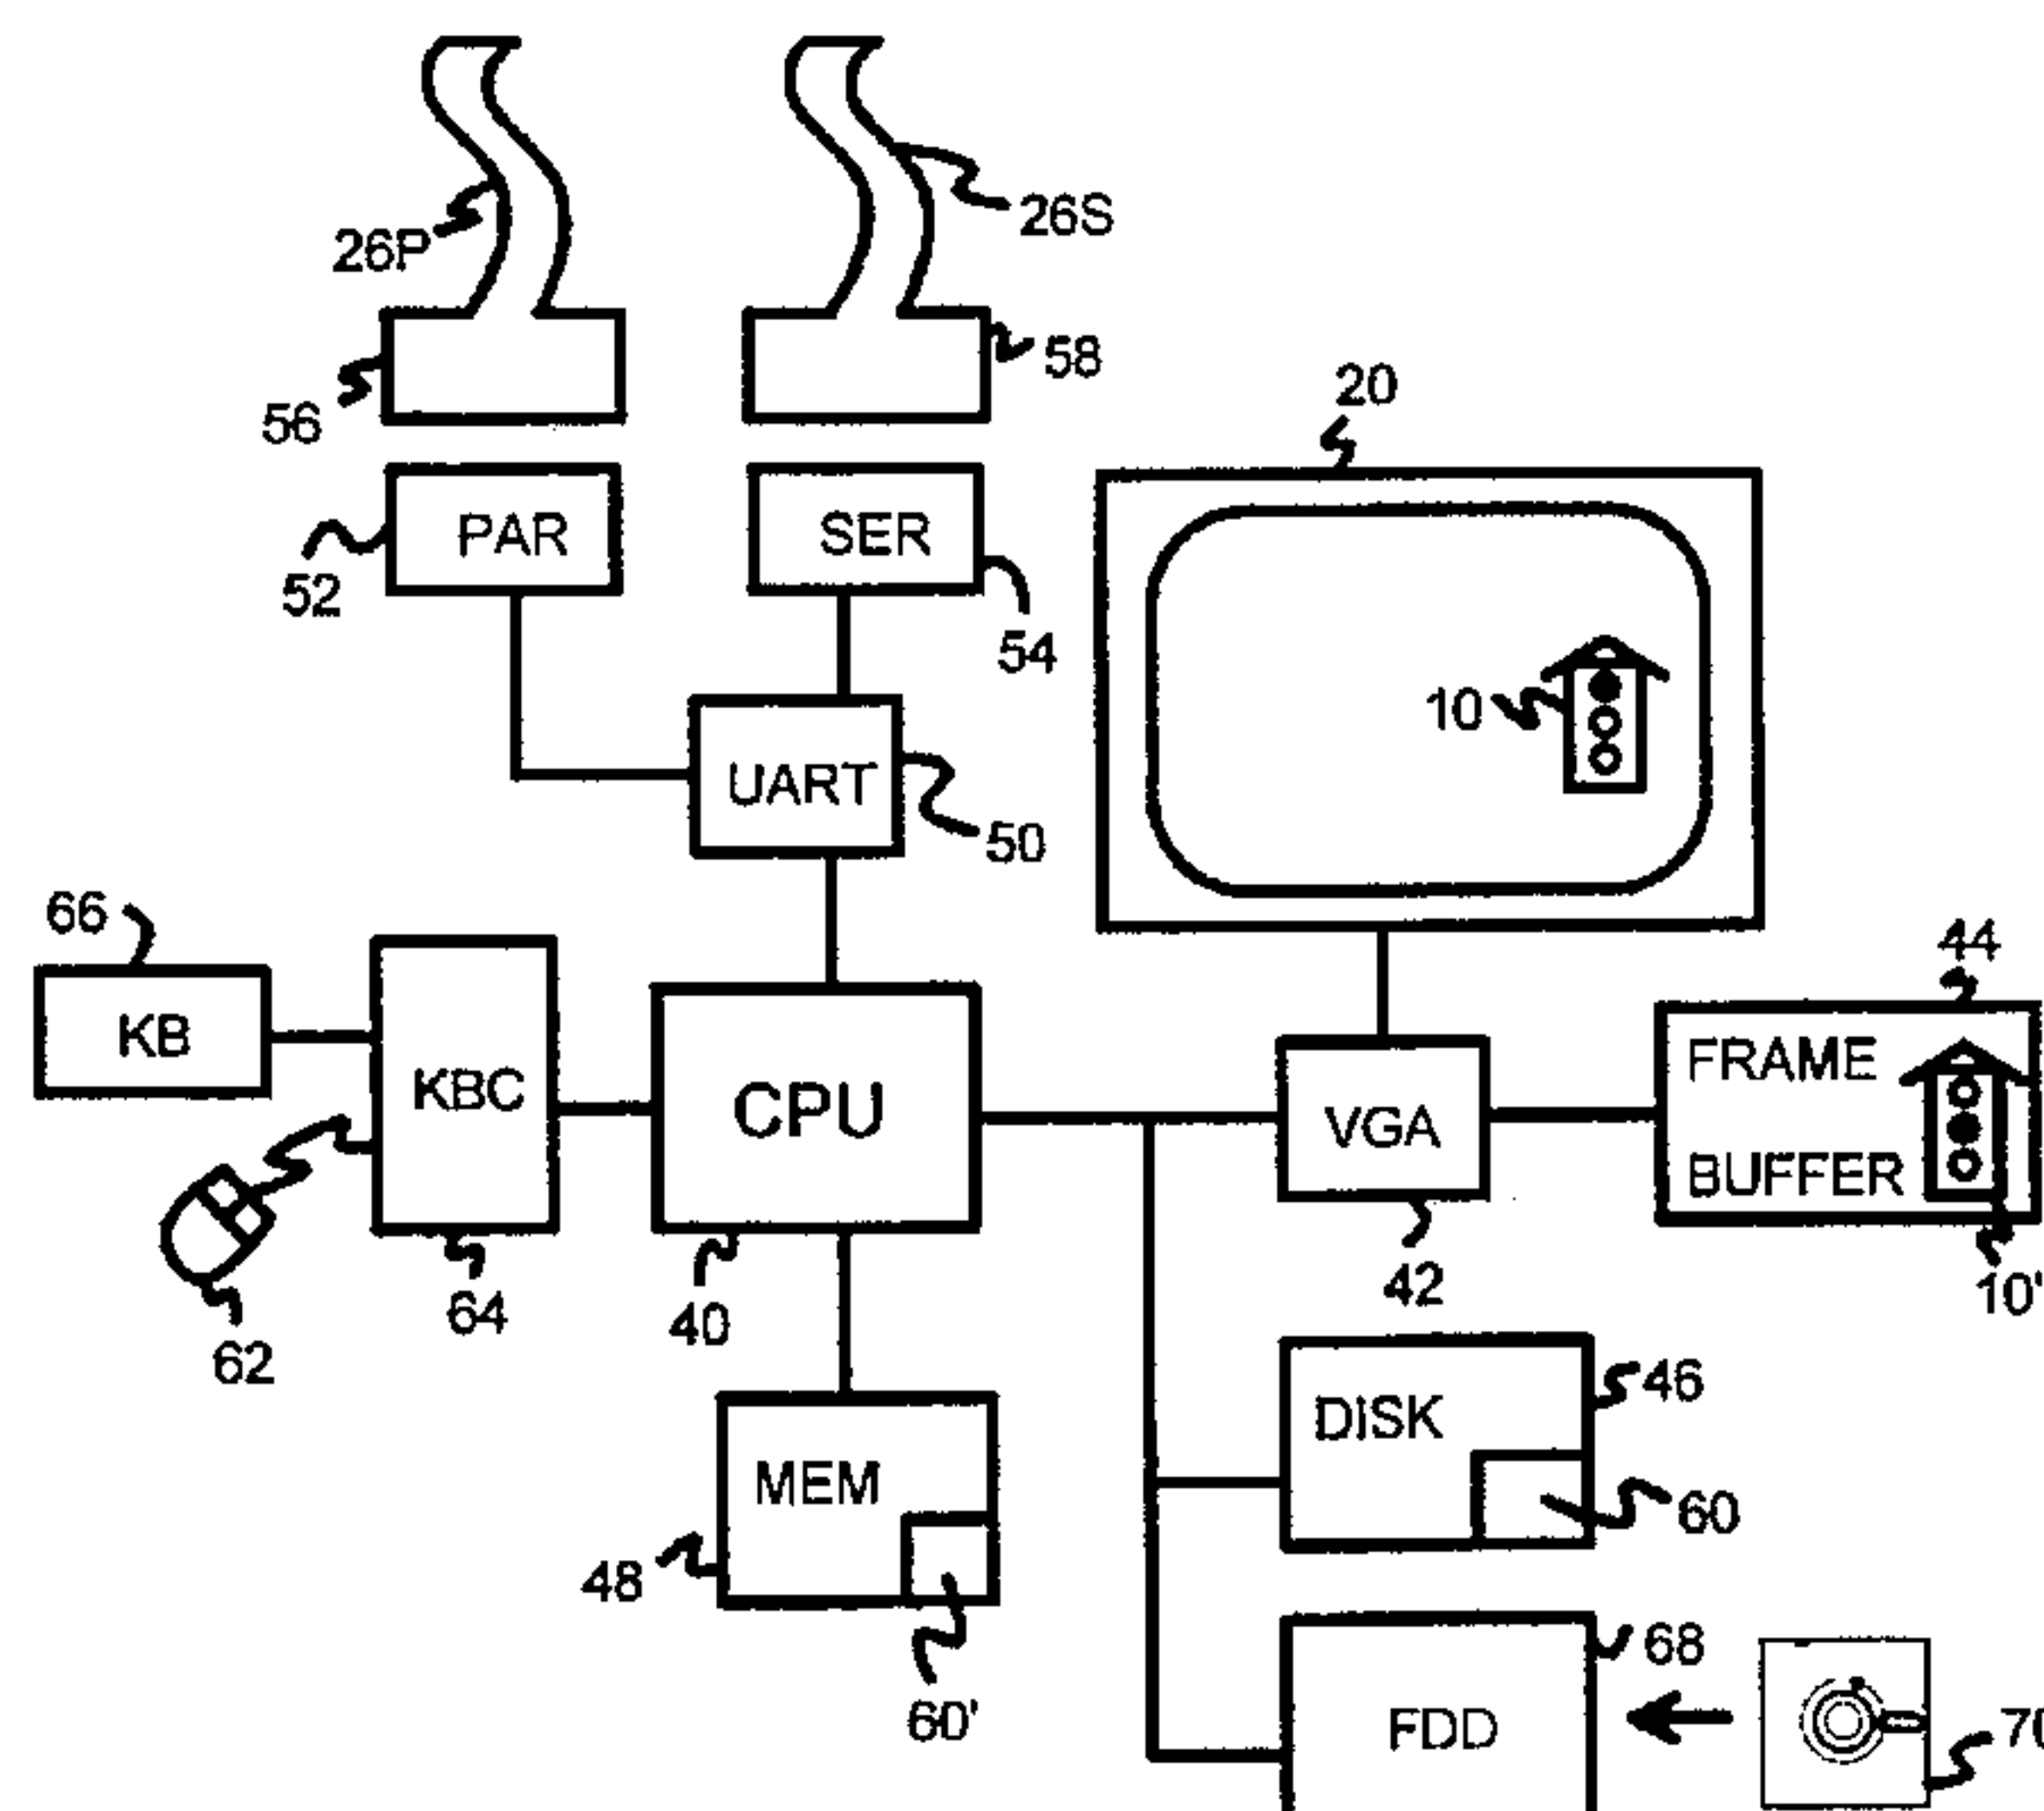 26P
26S
56
58
20
PAR
SER
52
54
10
UART
50
66
44
KB
KBC
CPU
VGA
FRAME
BUFFER
10'
62
64
40
42
DISK
46
MEM
60
48
60'
68
FDD
70